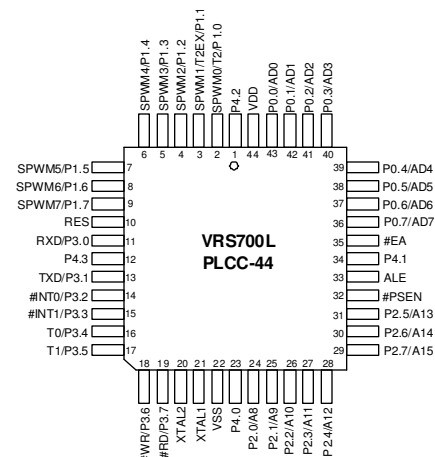 SPWM4/P1.4
SPWM3/P1.3
SPWM2/P1.2
SPWM1/T2EX/P1.1
SPWM0/T2/P1.0
P4.2
VDD
P0.0/AD0
P0.1/AD1
P0.2/AD2
P0.3/AD3
6 5 4 3 2 1 44 43 42 41 40
SPWM5/P1.5 7
SPWM6/P1.6 8
SPWM7/P1.7 9
RES 10
RXD/P3.0 11
P4.3 12
TXD/P3.1 13
#INT0/P3.2 14
#INT1/P3.3 15
T0/P3.4 16
T1/P3.5 17
VRS700L
PLCC-44
39 P0.4/AD4
38 P0.5/AD5
37 P0.6/AD6
36 P0.7/AD7
35 #EA
34 P4.1
33 ALE
32 #PSEN
31 P2.5/A13
30 P2.6/A14
29 P2.7/A15
18 19 20 21 22 23 24 25 26 27 28
#WR/P3.6
#RD/P3.7
XTAL2
XTAL1
VSS
P4.0
P2.0/A8
P2.1/A9
P2.2/A10
P2.3/A11
P2.4/A12